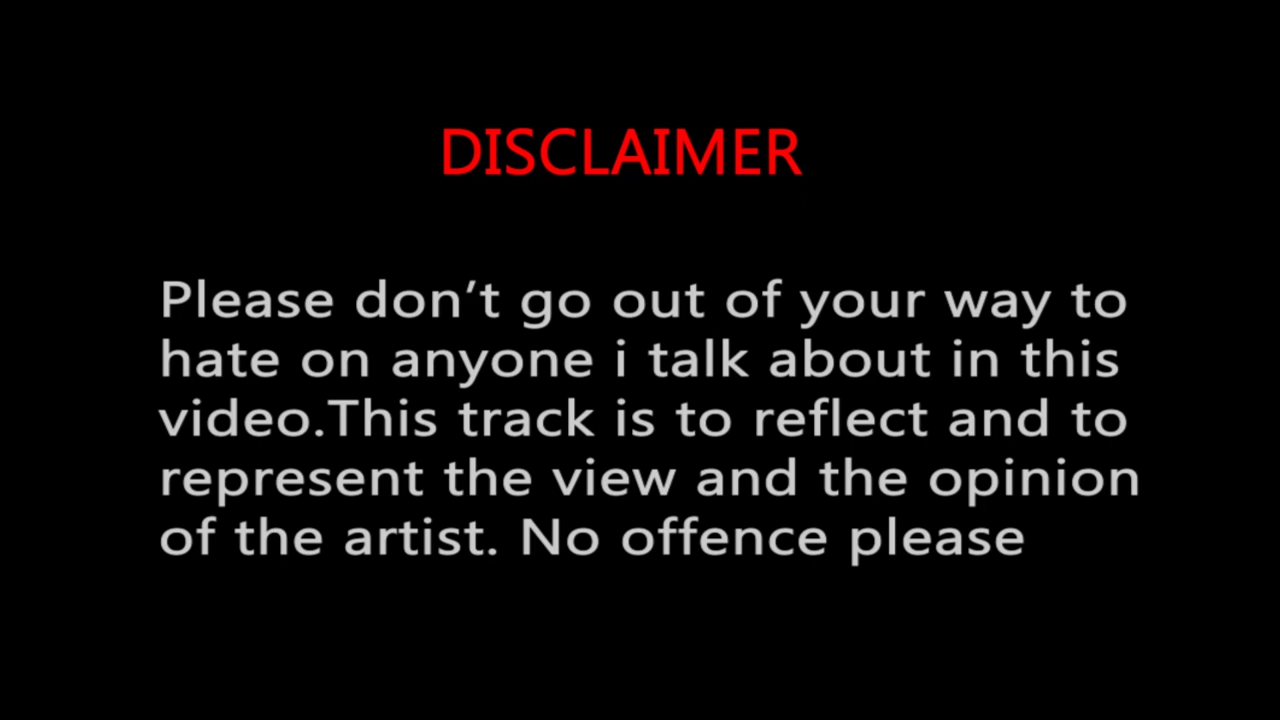 DISCLAIMER
Please don’t go out of your way to
hate on anyone i talk about in this
video.This track is to reflect and to
represent the view and the opinion
of the artist. No offence please